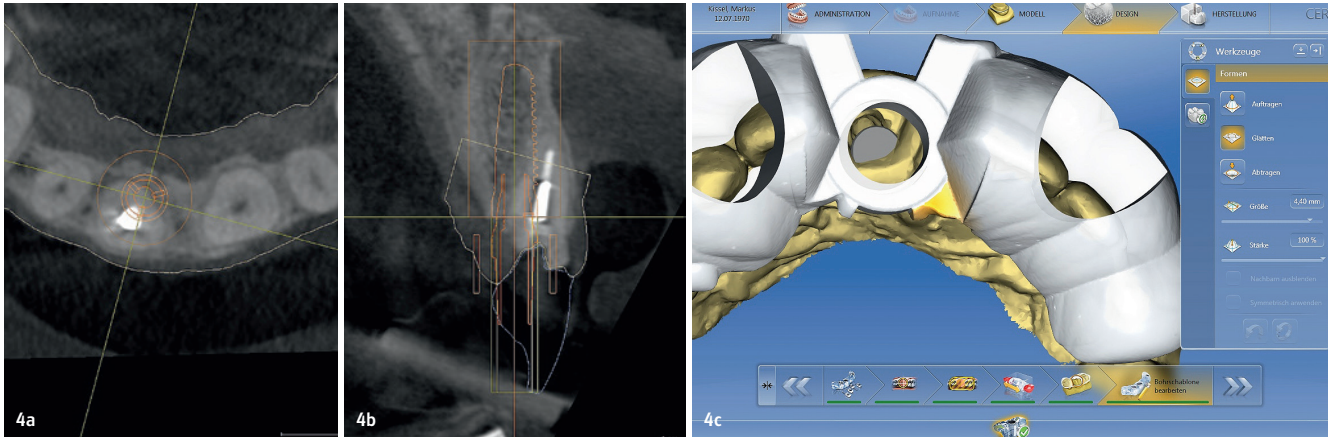 4a
4b
Kissel, Markus
12.07.1970
ADMINISTRATION
AUFNAHME
MODELL
DESIGN
HERSTELLUNG
CER
Werkzeuge
Formen
Auftragen
Glätten
Abtragen
Größe
4,40 mm
Stärke
100 %
Nachbarn ausblenden
Symmetrisch anwenden
Bohrschablone
bearbeiten
4c